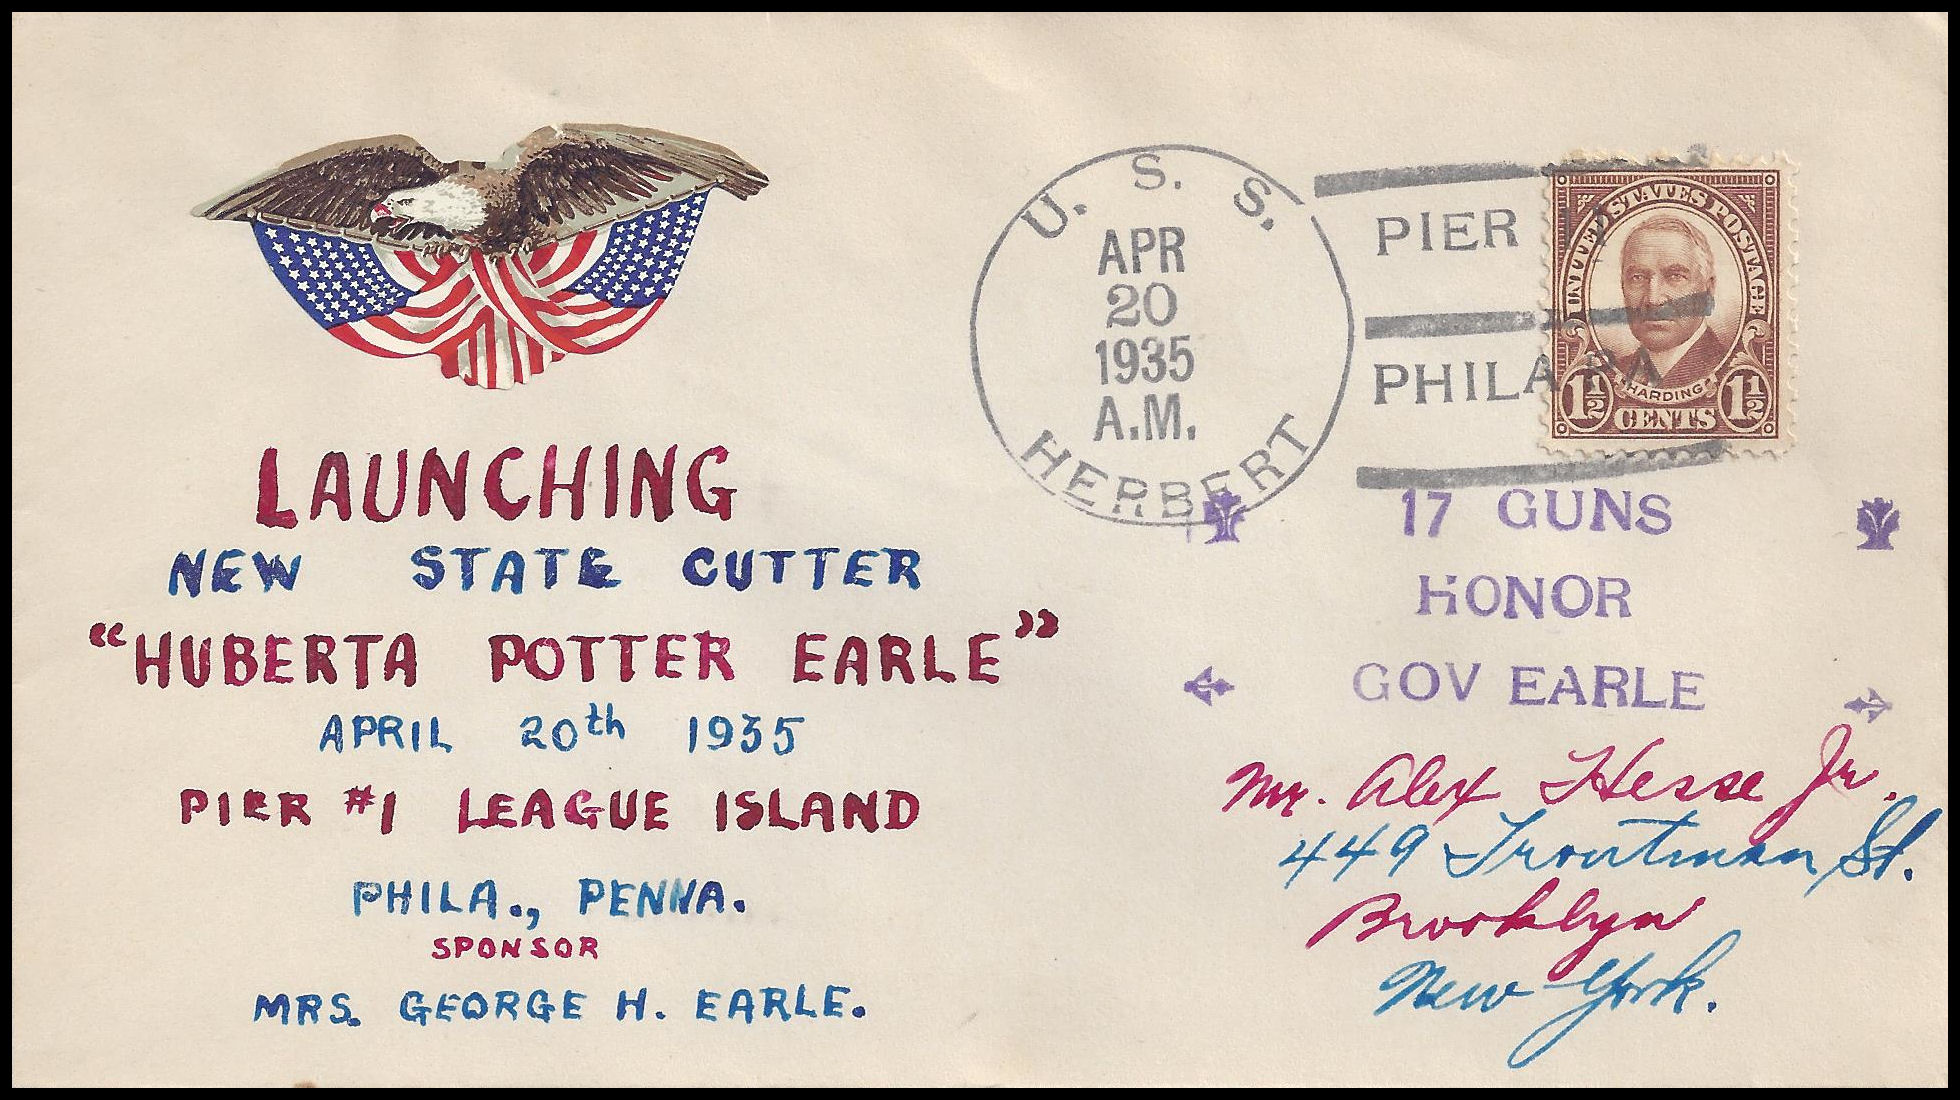 LAUNCHING
NEW STATE CUTTER
"HUBERTA POTTER EARLE"
APRIL 20th 1935
PIER #1 LEAGUE ISLAND
PHILA., PENNA.
SPONSOR
MRS. GEORGE H. EARLE.
U. S. S.
APR
20
1935
A.M.
HERBERT
PIER
PHILA PA
UNITED STATES POSTAGE
HARDING
1½ 1½
CENTS
17 GUNS
HONOR
GOV EARLE
Mr. Alex Hesse Jr.
449 Troutman St.
Brooklyn
New York.